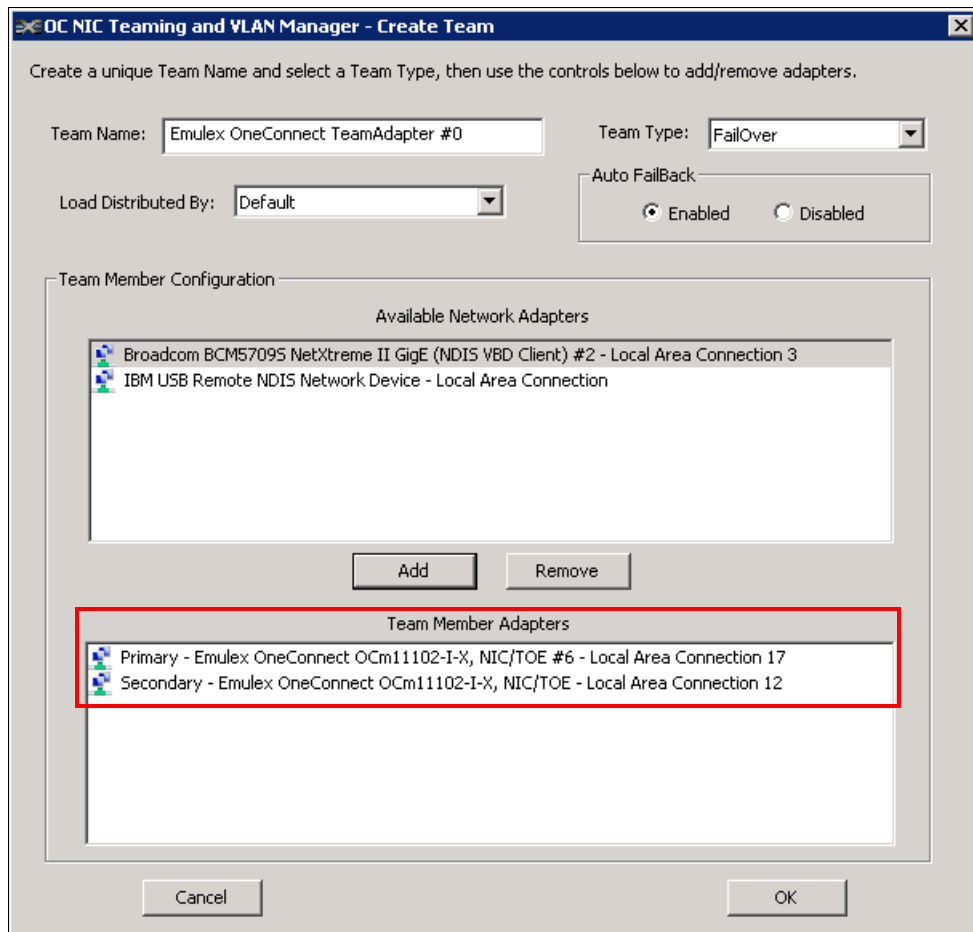 OC NIC Teaming and VLAN Manager - Create Team
Create a unique Team Name and select a Team Type, then use the controls below to add/remove adapters.
Team Name: Emulex OneConnect TeamAdapter #0
Team Type: FailOver
Load Distributed By: Default
Auto FailBack
Enabled Disabled
Team Member Configuration
Available Network Adapters
Broadcom BCM5709S NetXtreme II GigE (NDIS VBD Client) #2 - Local Area Connection 3
IBM USB Remote NDIS Network Device - Local Area Connection
Add Remove
Team Member Adapters
Primary - Emulex OneConnect OCm11102-I-X, NIC/TOE #6 - Local Area Connection 17
Secondary - Emulex OneConnect OCm11102-I-X, NIC/TOE - Local Area Connection 12
Cancel OK